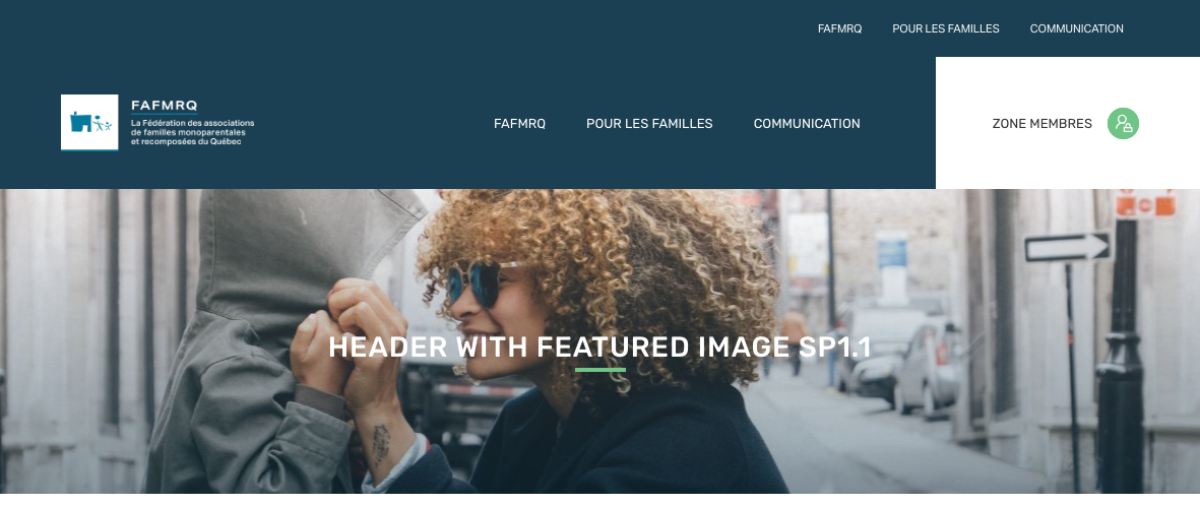 FAFMRQ POUR LES FAMILLES COMMUNICATION
FAFMRQ
La Fédération des associations
de familles monoparentales
et recomposées du Québec
FAFMRQ POUR LES FAMILLES COMMUNICATION
ZONE MEMBRES
HEADER WITH FEATURED IMAGE SP1.1